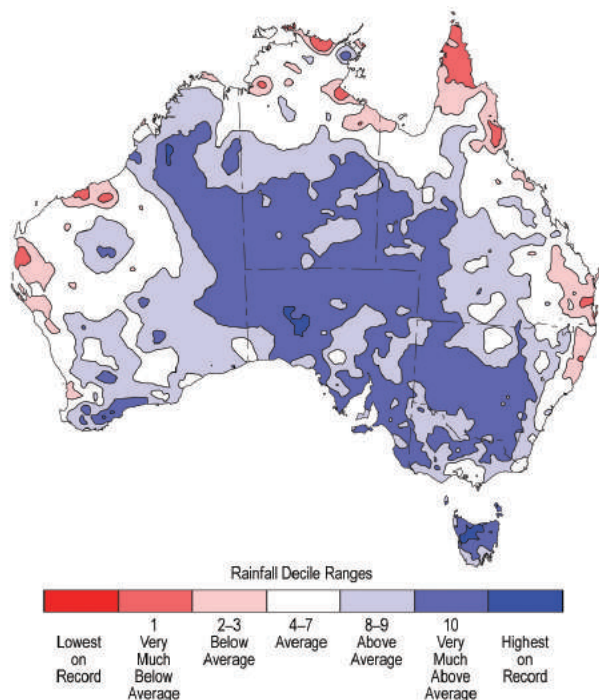 Rainfall Decile Ranges
Lowest on Record
1 Very Much Below Average
2–3 Below Average
4–7 Average
8–9 Above Average
10 Very Much Above Average
Highest on Record